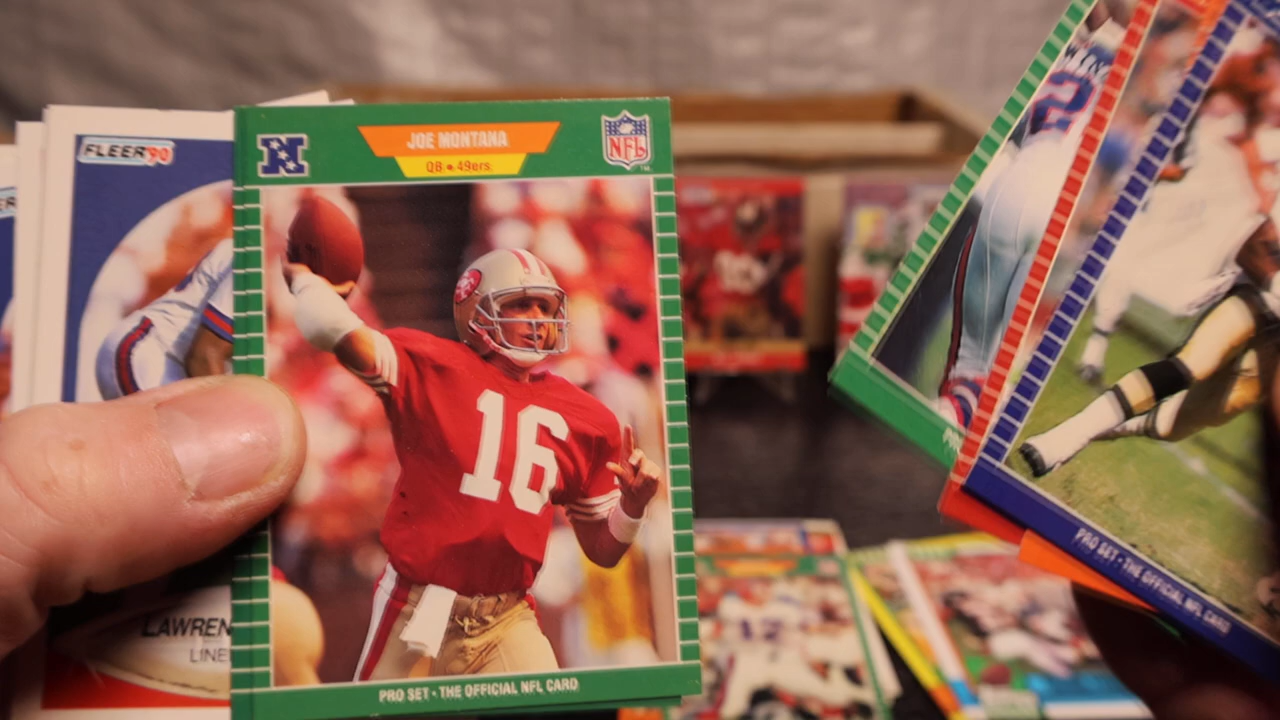 FLEER 90
N
JOE MONTANA
QB • 49ers
NFL
16
LAWREN
LINE
PRO SET • THE OFFICIAL NFL CARD
2
PRO SET • THE OFFICIAL NFL CARD